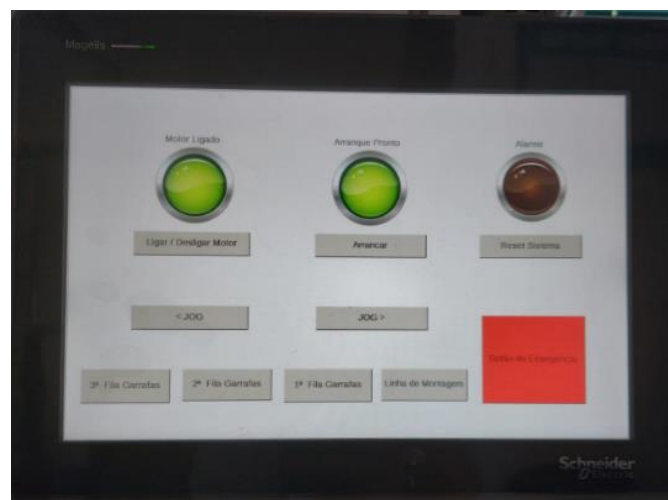 Magelis
Motor Ligado
Arranque Pronto
Alarme
Ligar / Desligar Motor
Arrancar
Reset Sistema
< JOG
JOG >
Botão de Emergência
3ª Fila Garrafas
2ª Fila Garrafas
1ª Fila Garrafas
Linha de Montagem
Schneider
Electric